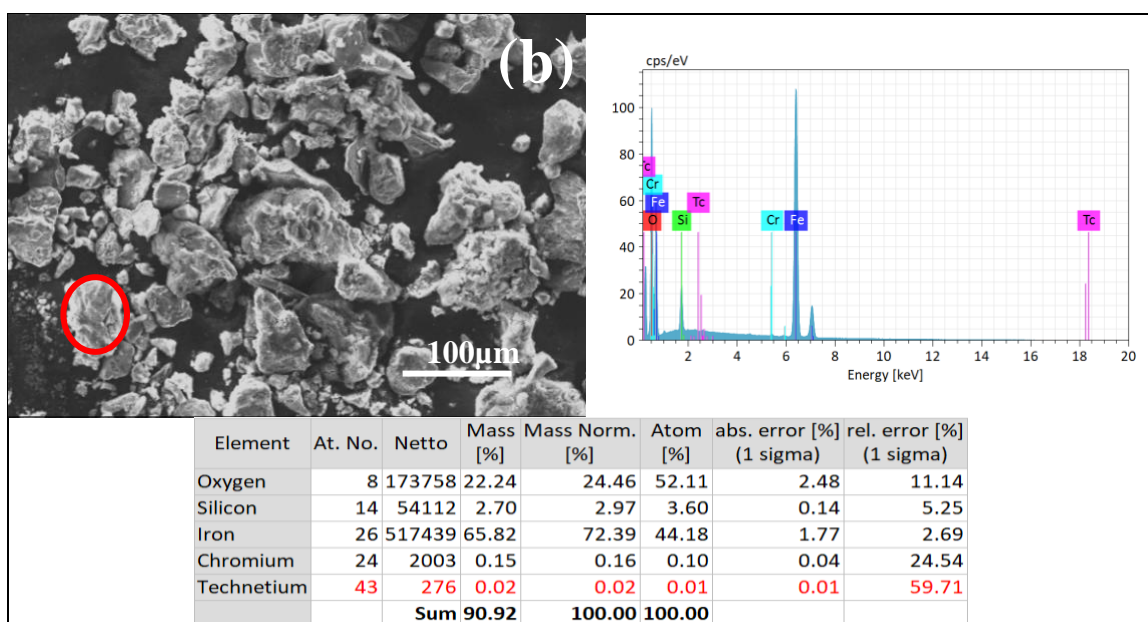 (b)
100µm
cps/eV
100
80
60
40
20
0
Cr
Fe
O
Si
Tc
Cr
Fe
Tc
2 4 6 8 10 12 14 16 18 20
Energy [keV]
Element At. No. Netto Mass [%] Mass Norm. [%] Atom [%] abs. error [%] (1 sigma) rel. error [%] (1 sigma)
Oxygen 8 173758 22.24 24.46 52.11 2.48 11.14
Silicon 14 54112 2.70 2.97 3.60 0.14 5.25
Iron 26 517439 65.82 72.39 44.18 1.77 2.69
Chromium 24 2003 0.15 0.16 0.10 0.04 24.54
Technetium 43 276 0.02 0.02 0.01 0.01 59.71
Sum 90.92 100.00 100.00